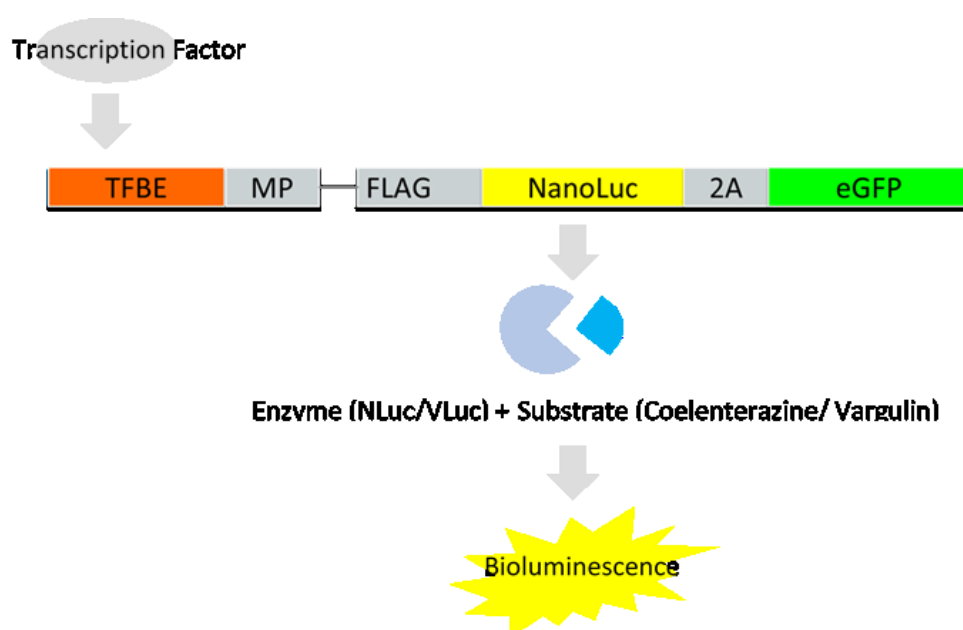 Transcription Factor
TFBE MP FLAG NanoLuc 2A eGFP
Enzyme (NLuc/VLuc) + Substrate (Coelenterazine/ Vargulin)
Bioluminescence